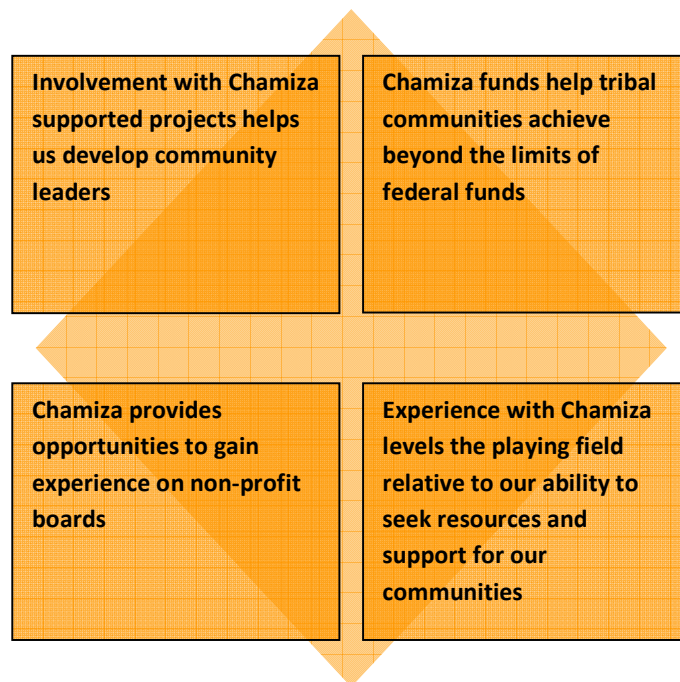 Involvement with Chamiza
supported projects helps
us develop community
leaders
Chamiza funds help tribal
communities achieve
beyond the limits of
federal funds
Chamiza provides
opportunities to gain
experience on non-profit
boards
Experience with Chamiza
levels the playing field
relative to our ability to
seek resources and
support for our
communities